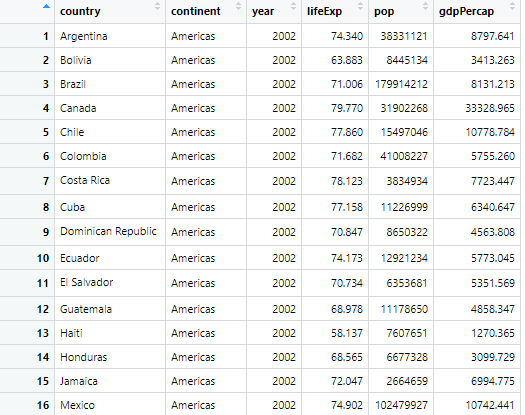 country continent year lifeExp pop gdpPercap
1 Argentina Americas 2002 74.340 38331121 8797.641
2 Bolivia Americas 2002 63.883 8445134 3413.263
3 Brazil Americas 2002 71.006 179914212 8131.213
4 Canada Americas 2002 79.770 31902268 33328.965
5 Chile Americas 2002 77.860 15497046 10778.784
6 Colombia Americas 2002 71.682 41008227 5755.260
7 Costa Rica Americas 2002 78.123 3834934 7723.447
8 Cuba Americas 2002 77.158 11226999 6340.647
9 Dominican Republic Americas 2002 70.847 8650322 4563.808
10 Ecuador Americas 2002 74.173 12921234 5773.045
11 El Salvador Americas 2002 70.734 6353681 5351.569
12 Guatemala Americas 2002 68.978 11178650 4858.347
13 Haiti Americas 2002 58.137 7607651 1270.365
14 Honduras Americas 2002 68.565 6677328 3099.729
15 Jamaica Americas 2002 72.047 2664659 6994.775
16 Mexico Americas 2002 74.902 102479927 10742.441